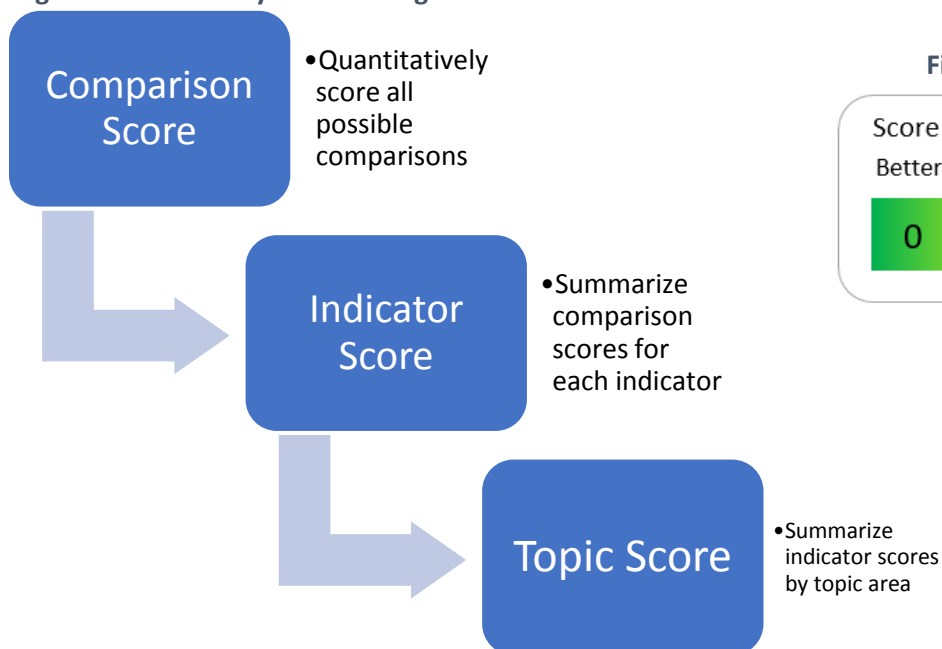 Comparison
Score
•Quantitatively
score all
possible
comparisons
Fi
Score
Better
0
Indicator
Score
•Summarize
comparison
scores for
each indicator
Topic Score
•Summarize
indicator scores
by topic area